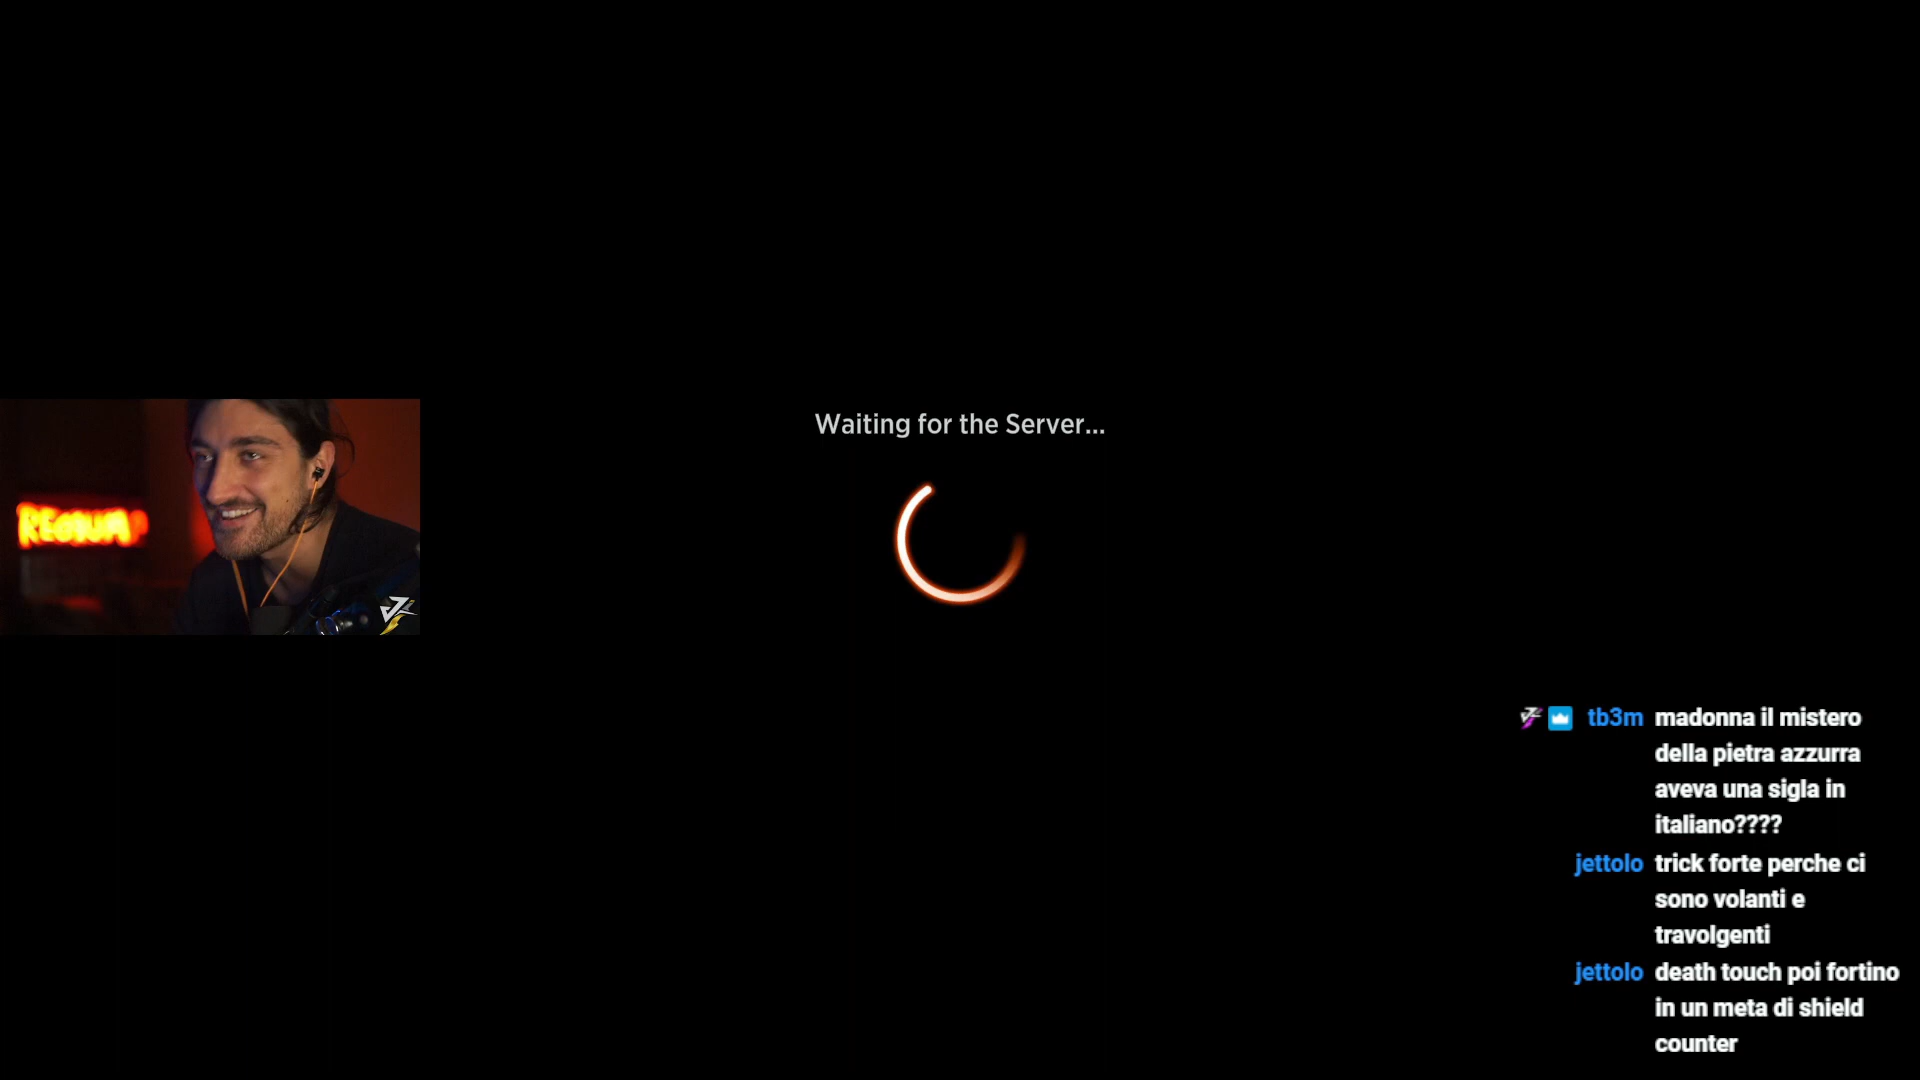 Waiting for the Server...
tb3m madonna il mistero
della pietra azzurra
aveva una sigla in
italiano????
jettolo trick forte perche ci
sono volanti e
travolgenti
jettolo death touch poi fortino
in un meta di shield
counter